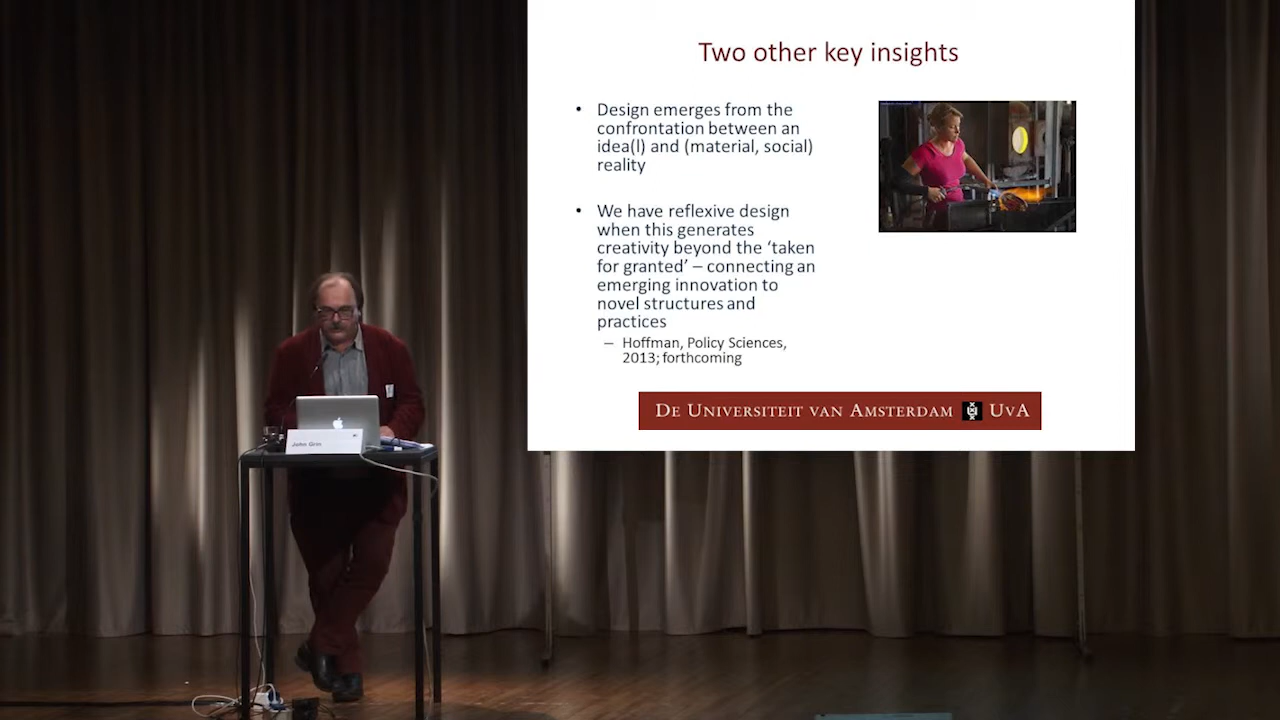 Two other key insights
• Design emerges from the
confrontation between an
idea(l) and (material, social)
reality
• We have reflexive design
when this generates
creativity beyond the ‘taken
for granted’ – connecting an
emerging innovation to
novel structures and
practices
– Hoffman, Policy Sciences,
2013; forthcoming
DE UNIVERSITEIT VAN AMSTERDAM UvA
John Grin